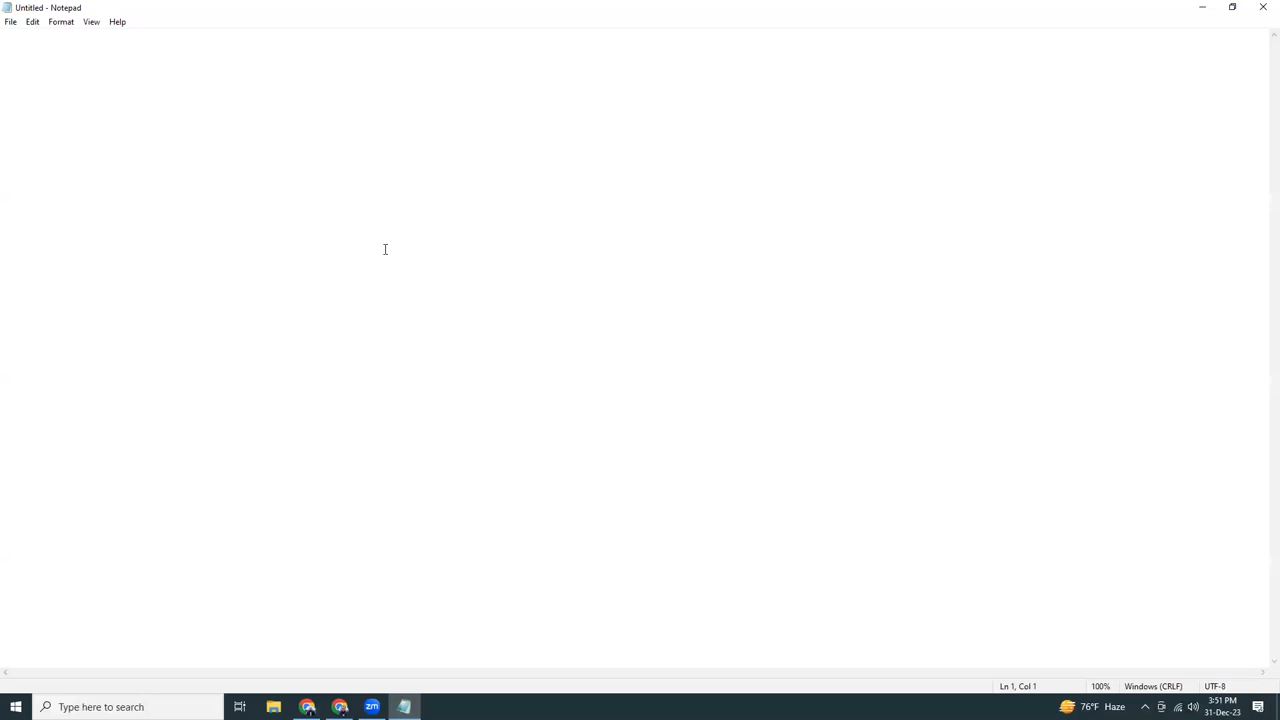 Untitled - Notepad
File Edit Format View Help
Ln 1, Col 1 100% Windows (CRLF) UTF-8
Type here to search zm 76°F Haze 3:51 PM
31-Dec-23